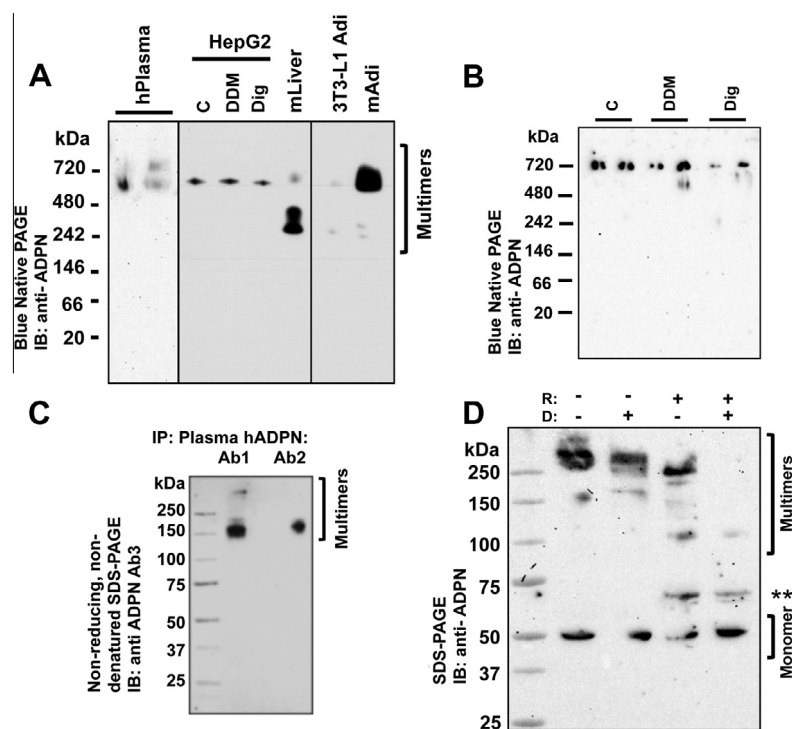 A
hPlasma
HepG2
C
DDM
Dig
mLiver
3T3-L1 Adi
mAdi
kDa
720
480
242
146
66
20
Blue Native PAGE
IB: anti- ADPN
Multimers
B
C
DDM
Dig
kDa
720
480
242
146
66
20
Blue Native PAGE
IB: anti- ADPN
C
IP: Plasma hADPN:
Ab1 Ab2
kDa
250
150
100
75
50
37
25
Non-reducing, non-
denatured SDS-PAGE
IB: anti ADPN Ab3
Multimers
D
R: - - + +
D: - + - +
kDa
250
150
100
75
50
37
25
SDS-PAGE
IB: anti- ADPN
Multimers
**
Monomer